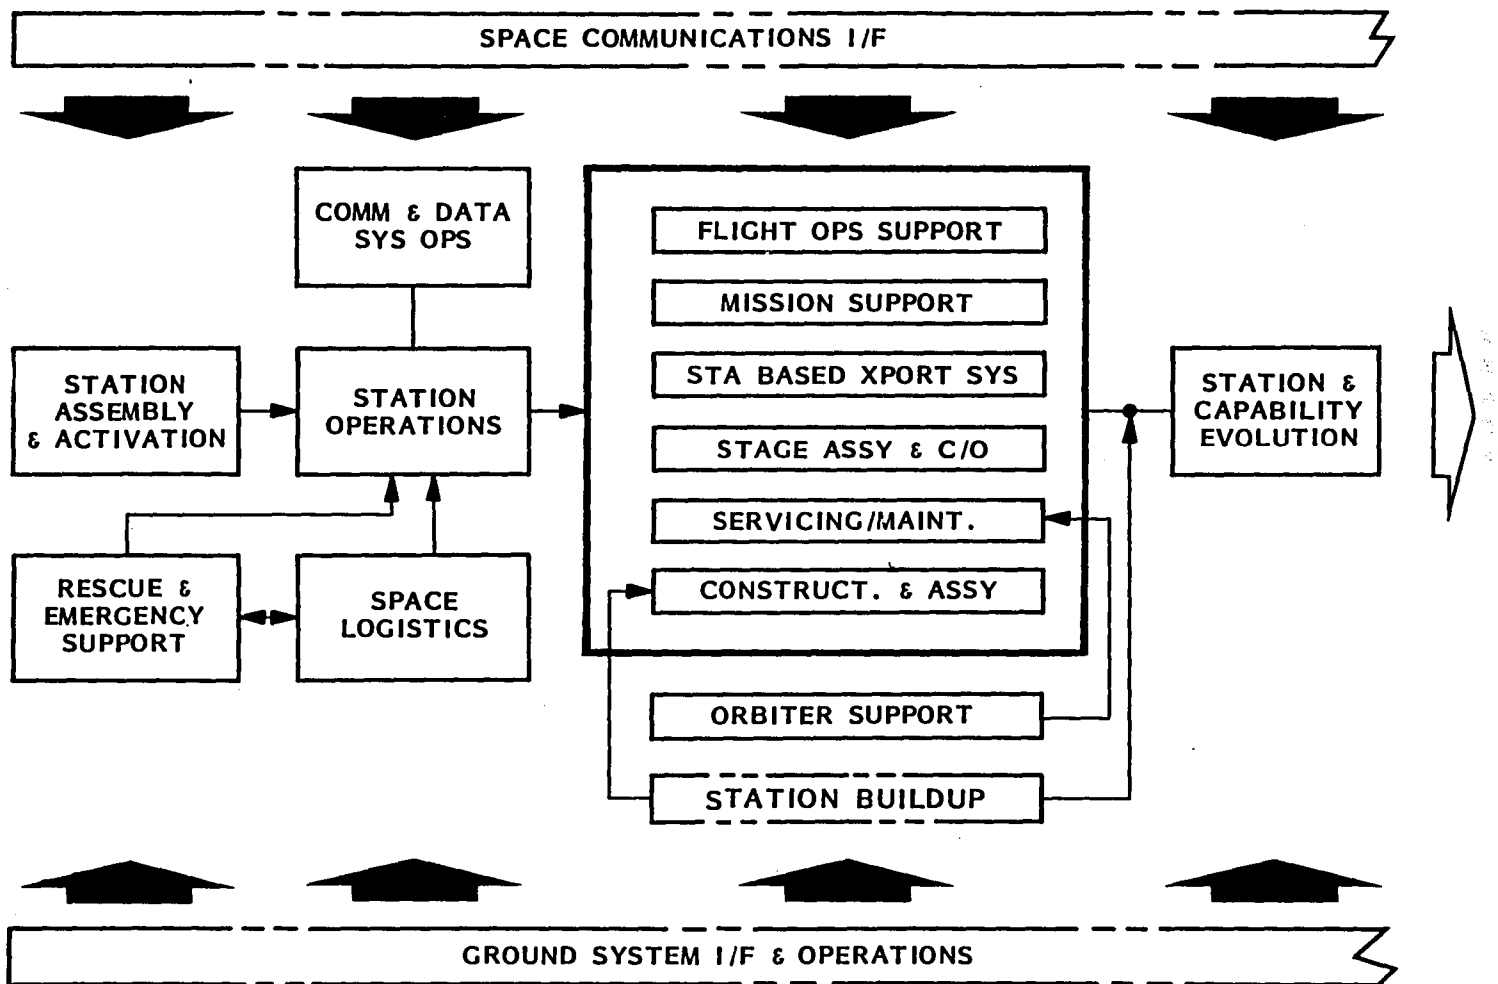 SPACE COMMUNICATIONS I/F
COMM & DATA
SYS OPS
FLIGHT OPS SUPPORT
MISSION SUPPORT
STATION
ASSEMBLY
& ACTIVATION
STATION
OPERATIONS
STA BASED XPORT SYS
STATION &
CAPABILITY
EVOLUTION
STAGE ASSY & C/O
SERVICING/MAINT.
RESCUE &
EMERGENCY
SUPPORT
SPACE
LOGISTICS
CONSTRUCT. & ASSY
ORBITER SUPPORT
STATION BUILDUP
GROUND SYSTEM I/F & OPERATIONS